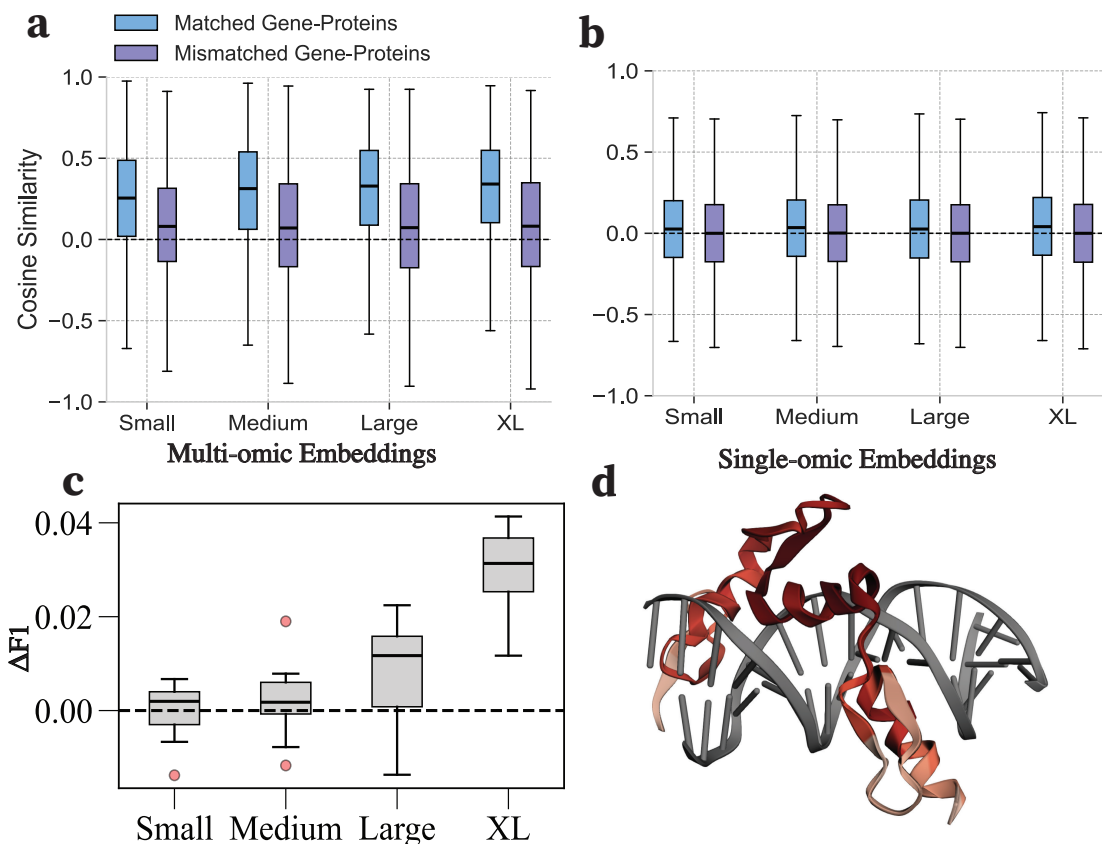 a
Matched Gene-Proteins
Mismatched Gene-Proteins
1.0
0.5
0.0
−0.5
−1.0
Cosine Similarity
Small Medium Large XL
Multi-omic Embeddings
b
1.0
0.5
0.0
−0.5
−1.0
Small Medium Large XL
Single-omic Embeddings
c
0.04
0.02
0.00
ΔF1
Small Medium Large XL
d